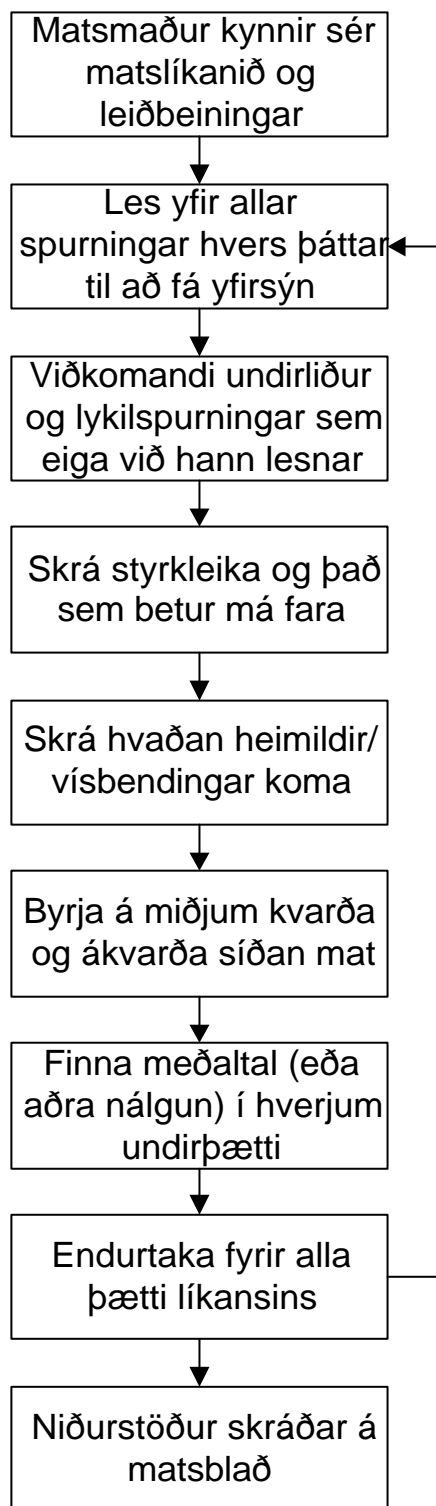 Matsmaður kynnir sér
matslíkanið og
leiðbeiningar
Les yfir allar
spurningar hvers þáttar
til að fá yfirsýn
Viðkomandi undirliður
og lykilspurningar sem
eiga við hann lesnar
Skrá styrkleika og það
sem betur má fara
Skrá hvaðan heimildir/
vísbendingar koma
Byrja á miðjum kvarða
og ákvarða síðan mat
Finna meðaltal (eða
aðra nálgun) í hverjum
undirþætti
Endurtaka fyrir alla
þætti líkansins
Niðurstöður skráðar á
matsblað